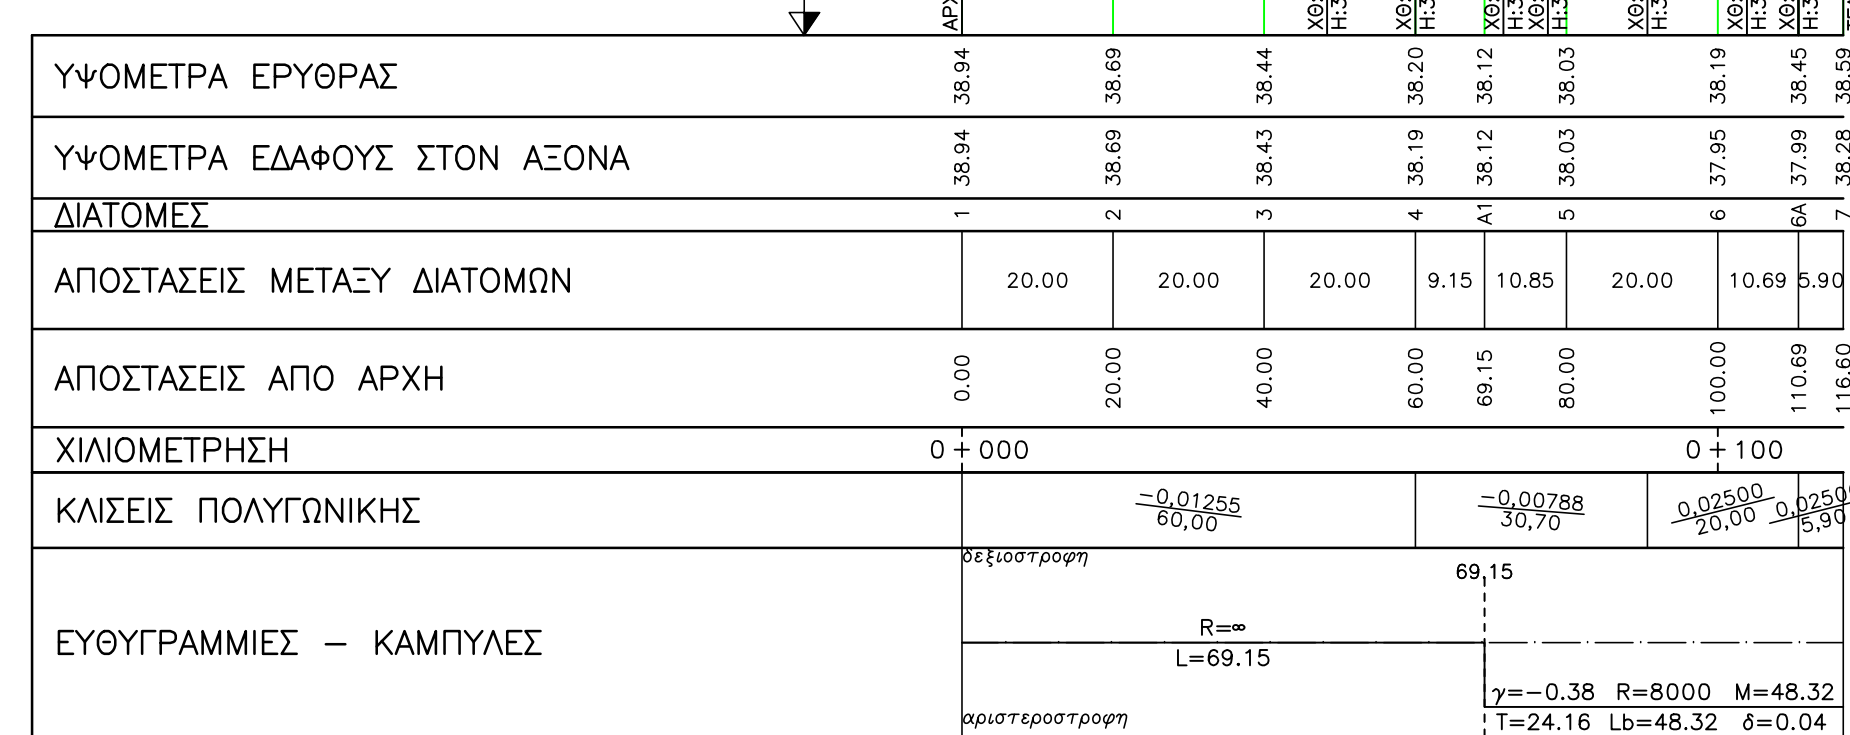 ΥΨΟΜΕΤΡΑ ΕΡΥΘΡΑΣ 38.94 38.69 38.44 38.20 38.12 38.03 38.19 38.45 38.59
ΥΨΟΜΕΤΡΑ ΕΔΑΦΟΥΣ ΣΤΟΝ ΑΞΟΝΑ 38.94 38.69 38.43 38.19 38.12 38.03 37.95 37.99 38.28
ΔΙΑΤΟΜΕΣ 1 2 3 4 Α1 5 6 6Α 7
ΑΠΟΣΤΑΣΕΙΣ ΜΕΤΑΞΥ ΔΙΑΤΟΜΩΝ 20.00 20.00 20.00 9.15 10.85 20.00 10.69 5.90
ΑΠΟΣΤΑΣΕΙΣ ΑΠΟ ΑΡΧΗ 0.00 20.00 40.00 60.00 69.15 80.00 100.00 110.69 116.60
ΧΙΛΙΟΜΕΤΡΗΣΗ 0+000 0+100
ΚΛΙΣΕΙΣ ΠΟΛΥΓΩΝΙΚΗΣ -0,01255 -0,00788 0,02500 0,02500
60,00 30,70 20,00 5,90
δεξιοστροφη
69.15
R=∞
ΕΥΘΥΓΡΑΜΜΙΕΣ – ΚΑΜΠΥΛΕΣ
L=69.15
γ=-0.38 R=8000 M=48.32
αριστεροστροφη
T=24.16 Lb=48.32 δ=0.04